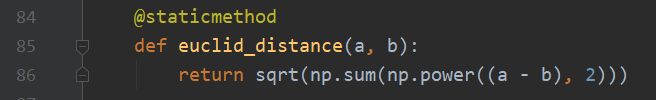 84 @staticmethod
85 def euclid_distance(a, b):
86 return sqrt(np.sum(np.power((a - b), 2)))